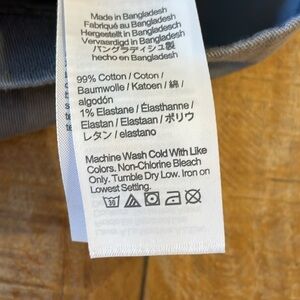 Made in Bangladesh
Fabriqué au Bangladesh
Hergestellt in Bangladesch
Vervaardigd in Bangladesh
バングラディシュ製
hecho en Bangladesh
99% Cotton / Coton /
Baumwolle / Katoen / 綿 /
algodón
1% Elastane / Élasthanne /
Elastan / Elastaan / ポリウ
レタン / elastano
Machine Wash Cold With Like
Colors. Non-Chlorine Bleach
Only. Tumble Dry Low. Iron on
Lowest Setting.
30